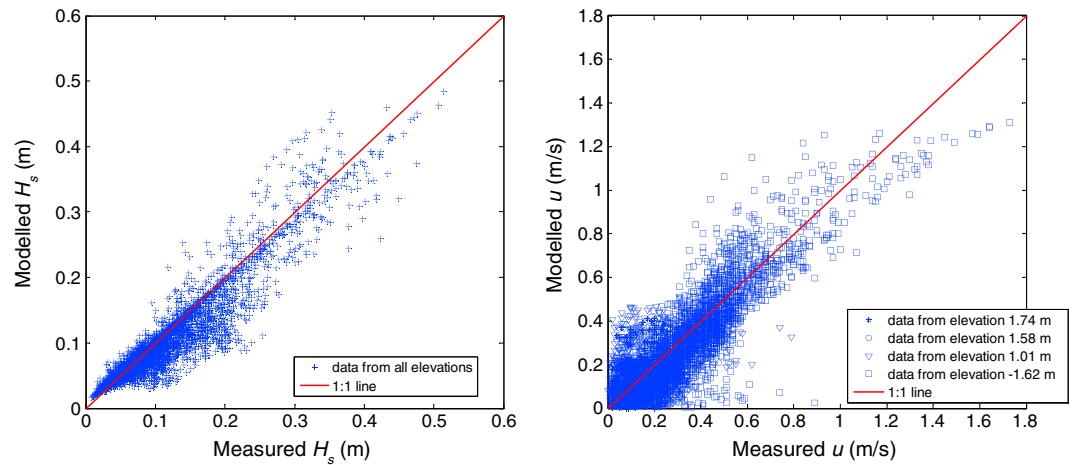 0.6
0.5
0.4
0.3
0.2
0.1
0
Modelled Hs (m)
0 0.1 0.2 0.3 0.4 0.5 0.6
Measured Hs (m)
data from all elevations
1:1 line
1.8
1.6
1.4
1.2
1
0.8
0.6
0.4
0.2
0
Modelled u (m/s)
0 0.2 0.4 0.6 0.8 1 1.2 1.4 1.6 1.8
Measured u (m/s)
data from elevation 1.74 m
data from elevation 1.58 m
data from elevation 1.01 m
data from elevation -1.62 m
1:1 line